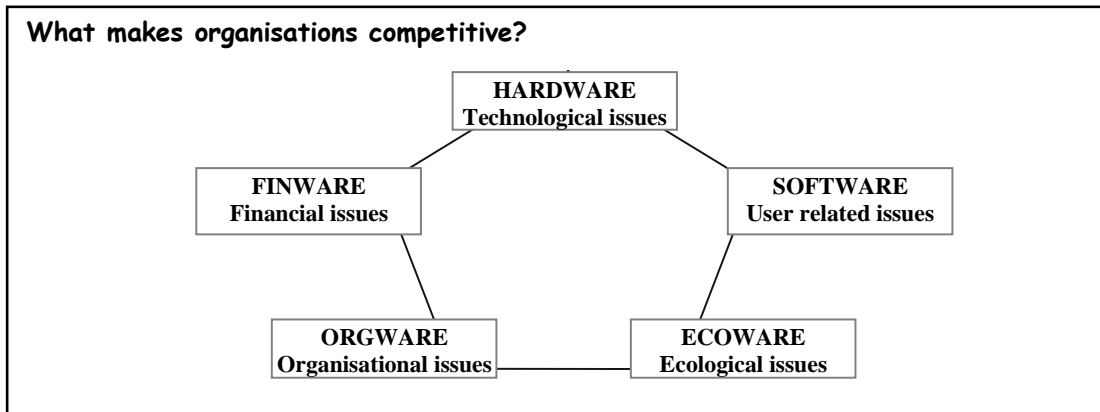 What makes organisations competitive?
HARDWARE
Technological issues
FINWARE
Financial issues
SOFTWARE
User related issues
ORGWARE
Organisational issues
ECOWARE
Ecological issues